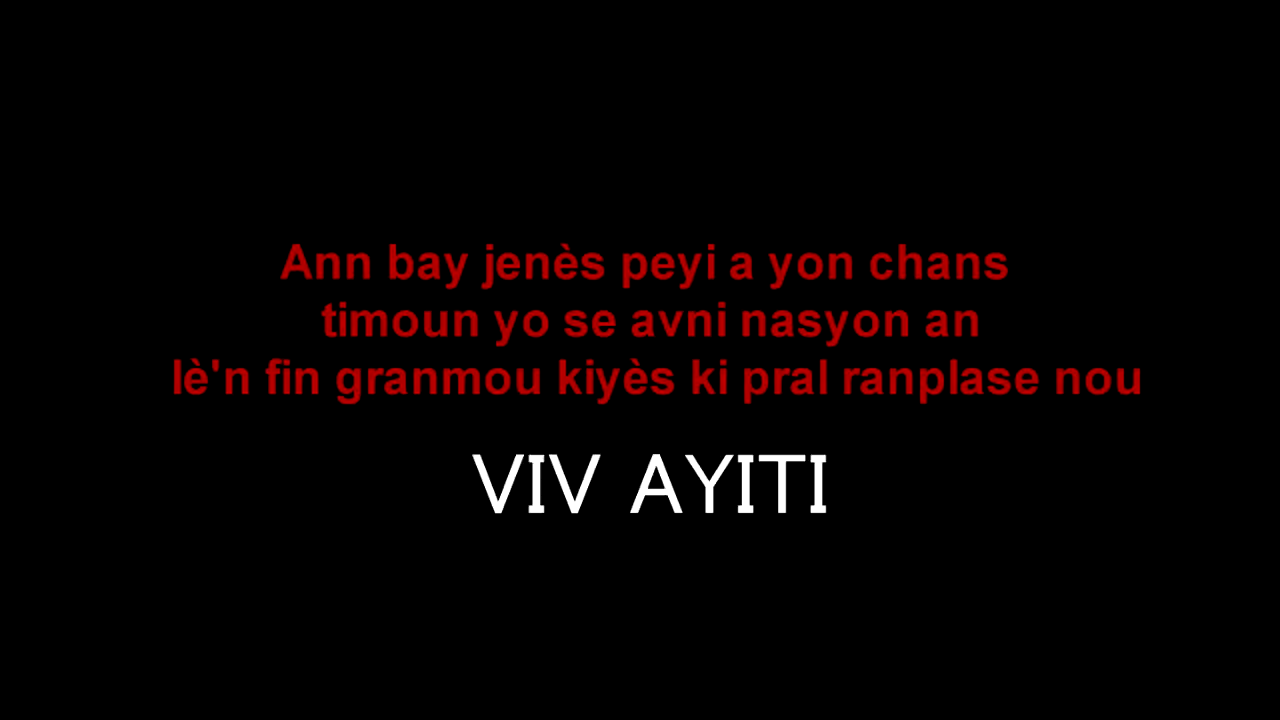 Ann bay jenès peyi a yon chans
timoun yo se avni nasyon an
lè'n fin granmou kiyès ki pral ranplase nou
VIV AYITI